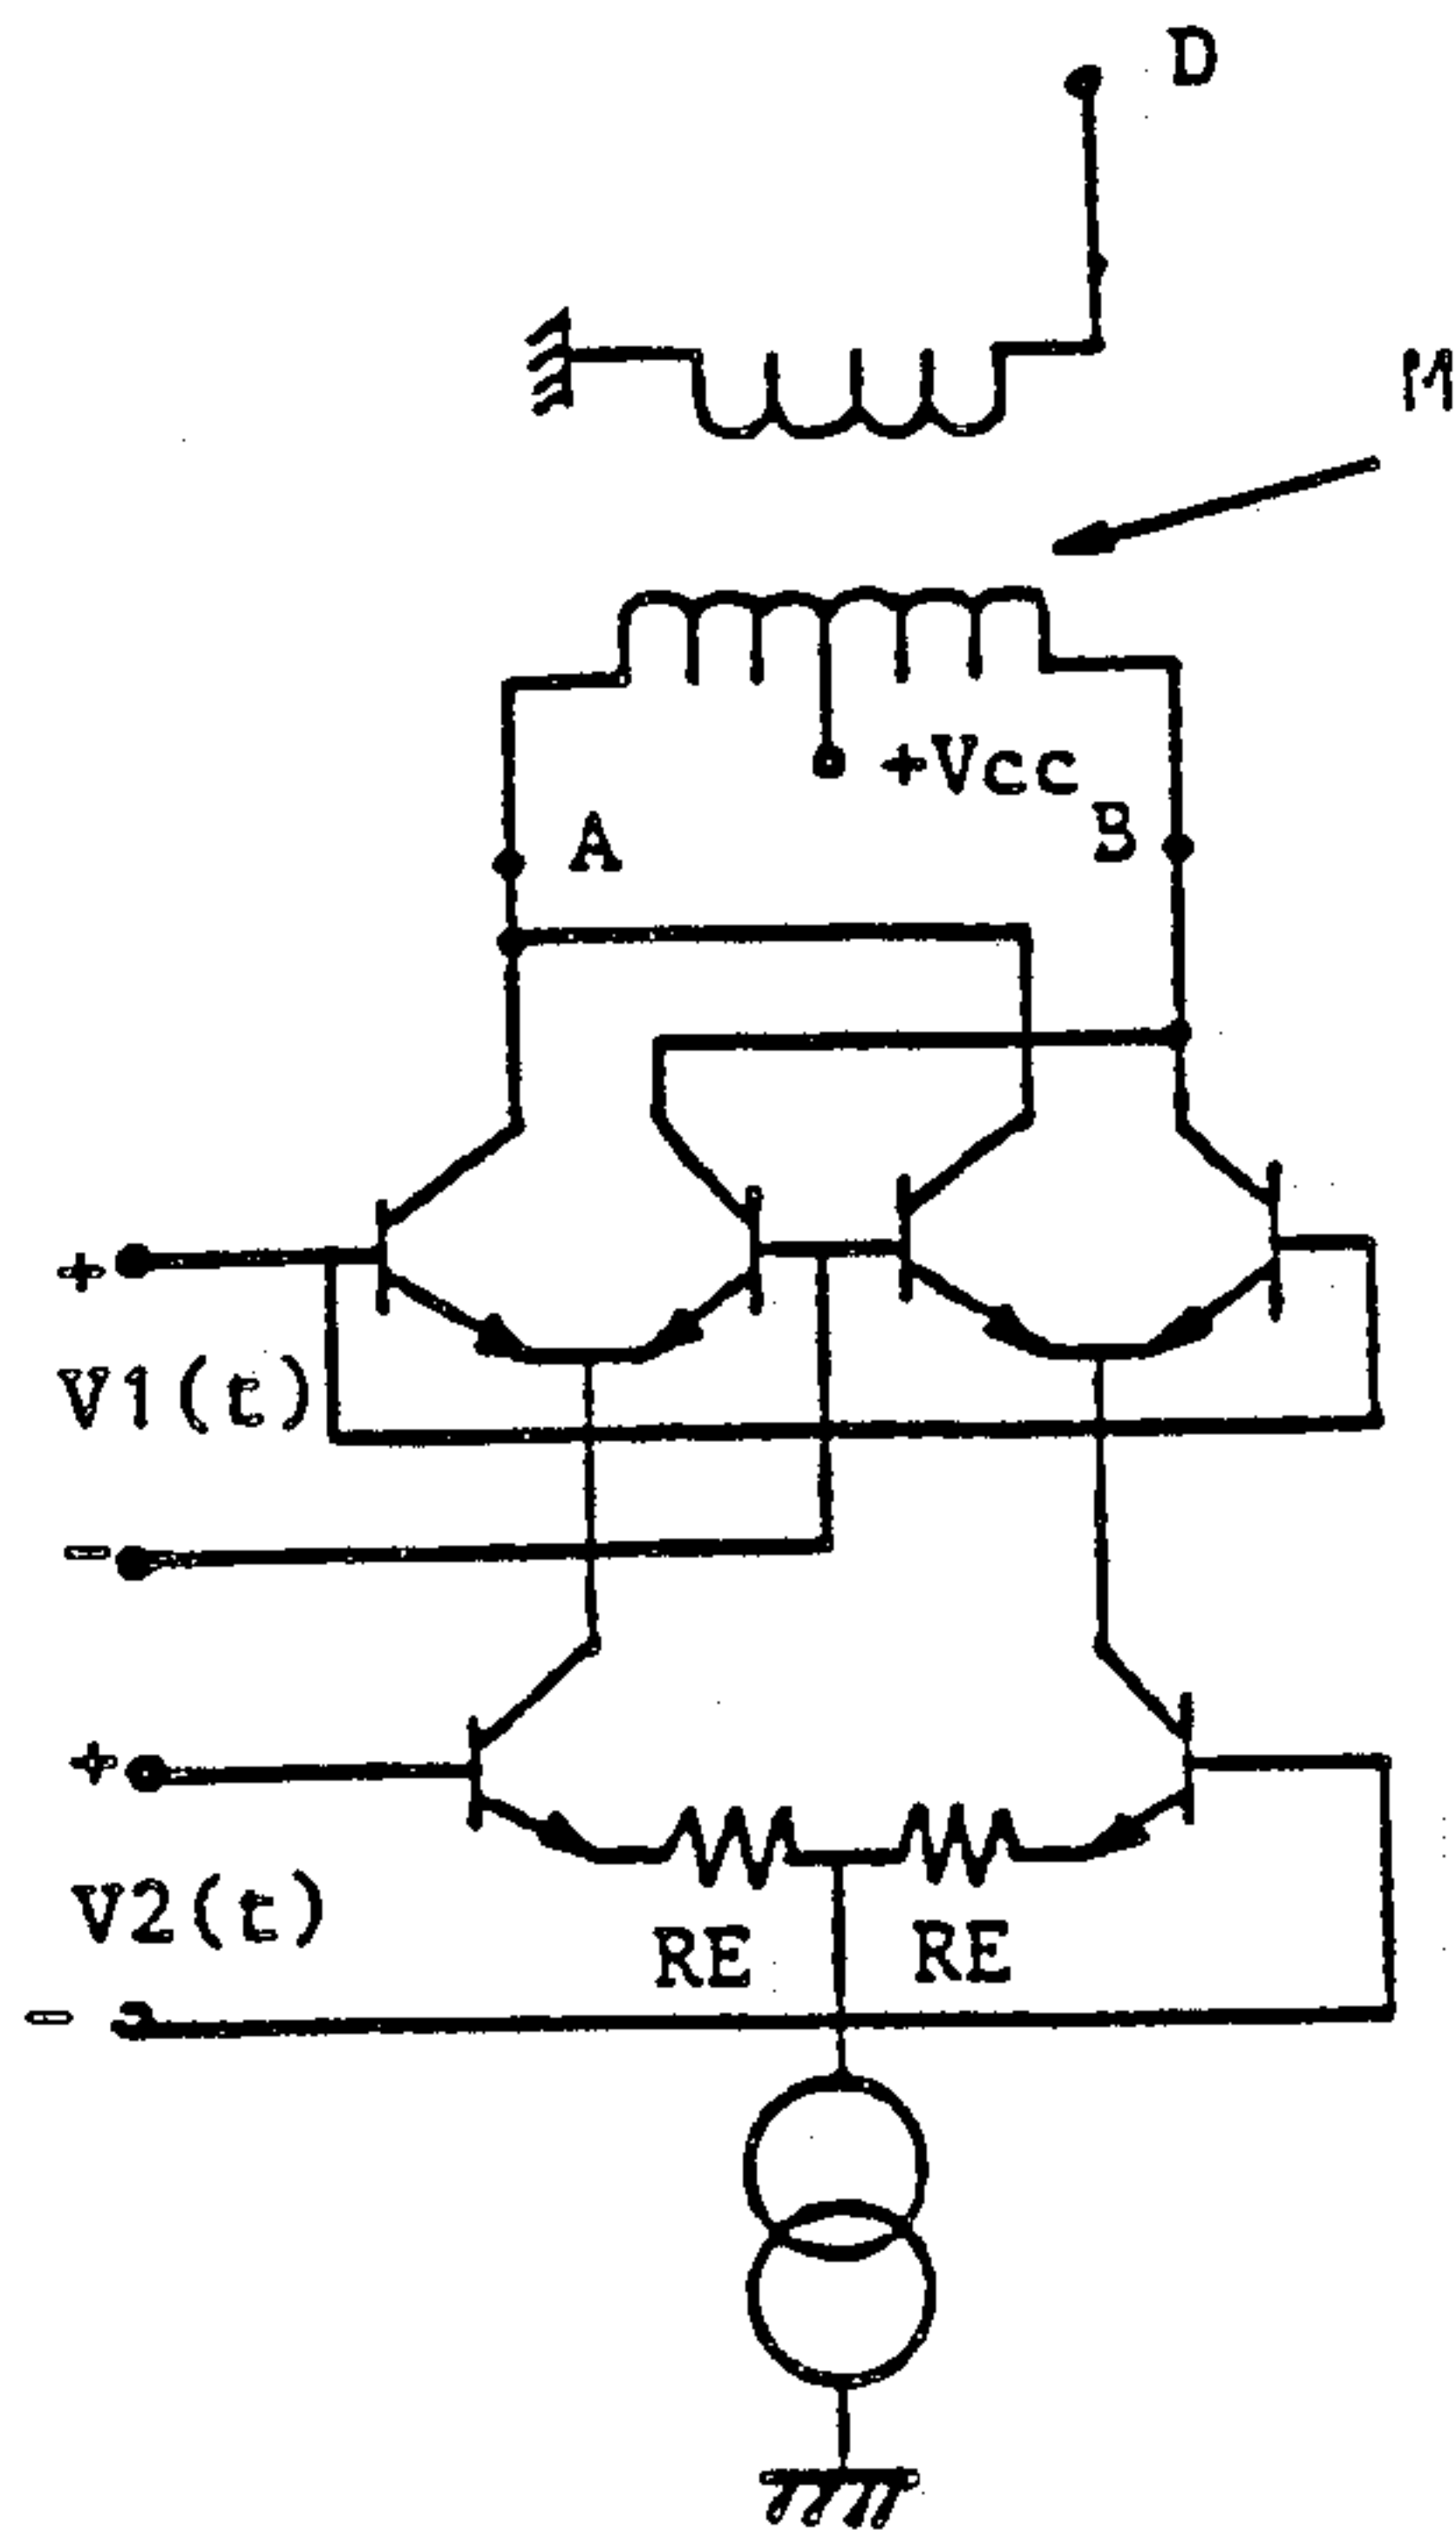 D
M
+Vcc
A
B
+
V1(t)
-
+
V2(t)
RE RE
-